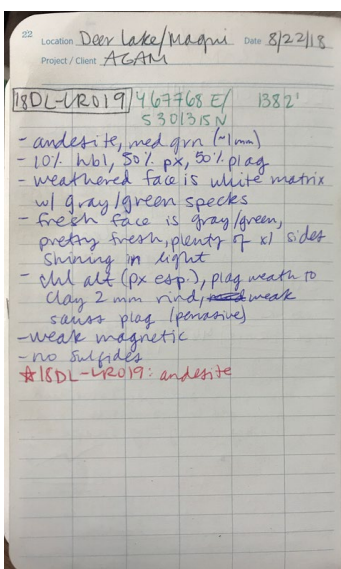 22 Location Deer Lake/Maqui Date 8/22/18
Project / Client AGAM
18DL-LR019 467768 E/ 1382'
5301315N
- andesite, med grn (~1mm)
- 10% hbl, 50% px, 50% plag
- weathered face is white matrix
w/ gray/green specks
- fresh face is gray/green,
pretty fresh, plenty of xl sides
shining in light
- chl alt (px esp.), plag weath to
clay 2 mm rind, weak
sauss plag (pervasive)
- weak magnetic
- no sulfides
* 18DL-LR019: andesite